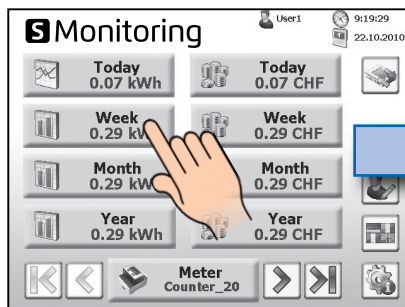 S Monitoring
User1
9:19:29
22.10.2010
Today
0.07 kWh
Today
0.07 CHF
Week
0.29 kWh
Week
0.29 CHF
Month
0.29 kW
Month
0.29 CHF
Year
0.29 kWh
Year
0.29 CHF
Meter
Counter_20